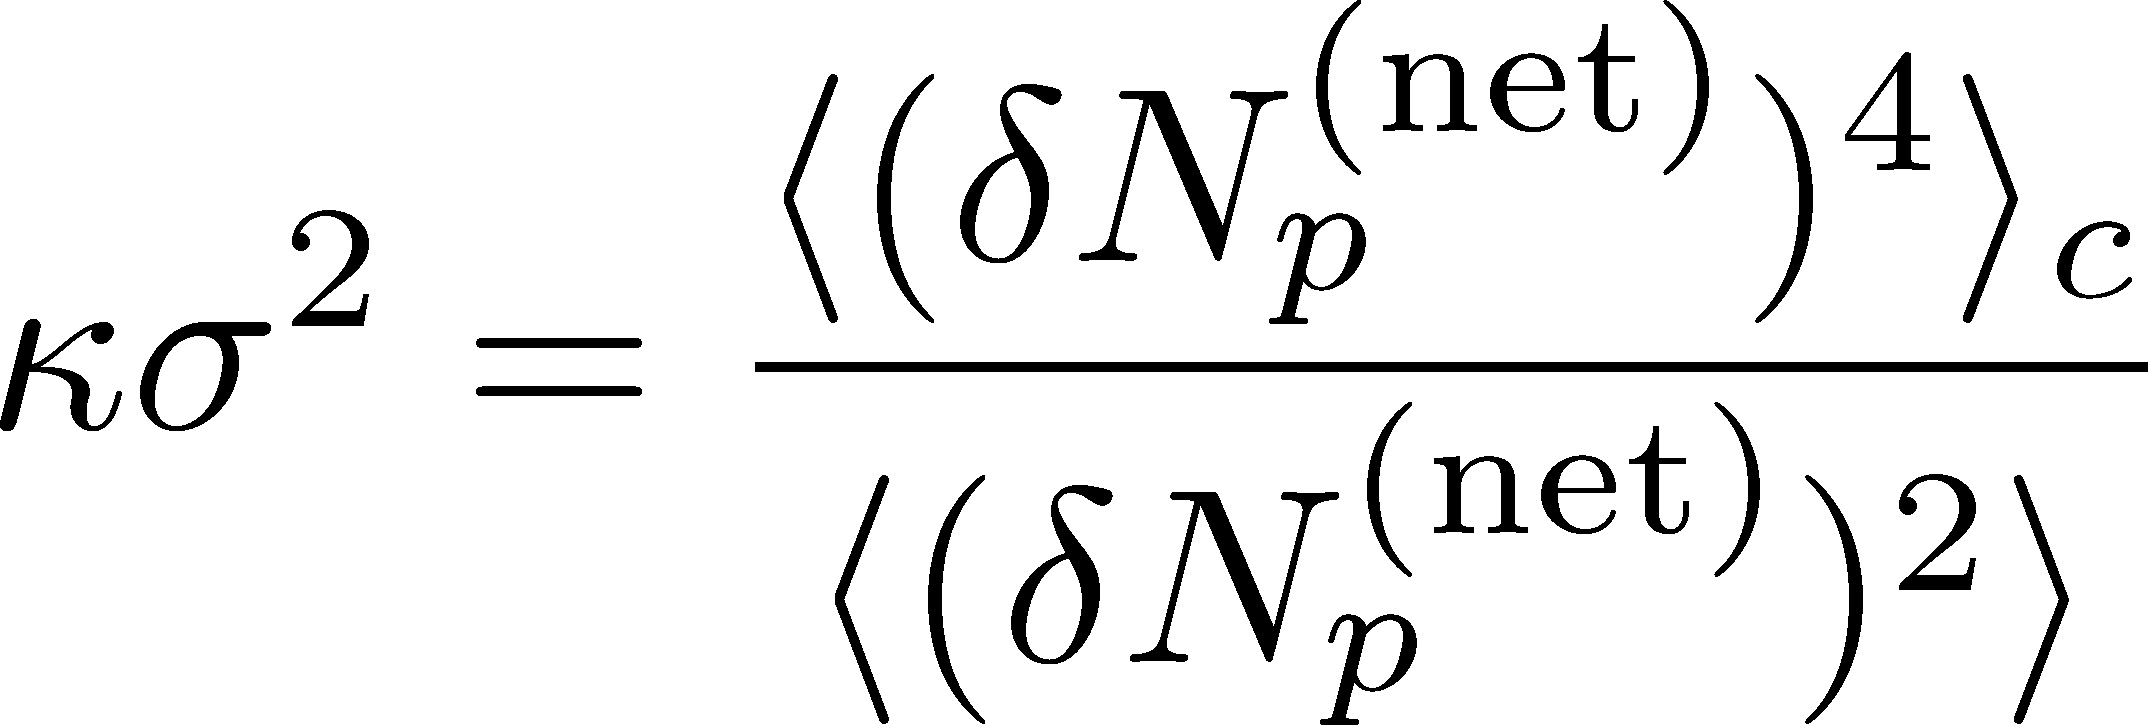 κσ² = ⟨(δN_p^(net))⁴⟩_c / ⟨(δN_p^(net))²⟩